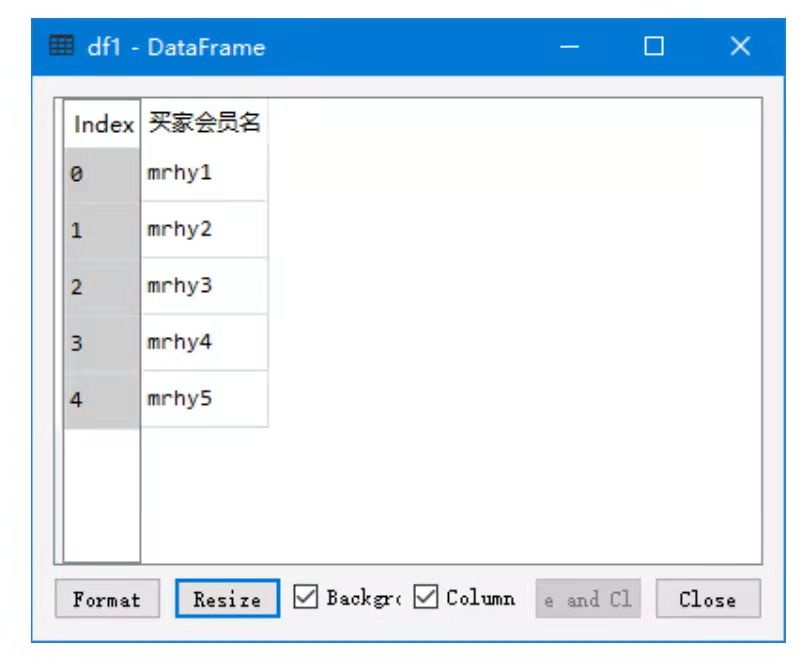 df1 - DataFrame
Index 买家会员名
0 mrhy1
1 mrhy2
2 mrhy3
3 mrhy4
4 mrhy5
Format Resize Backgr Column e and Cl Close